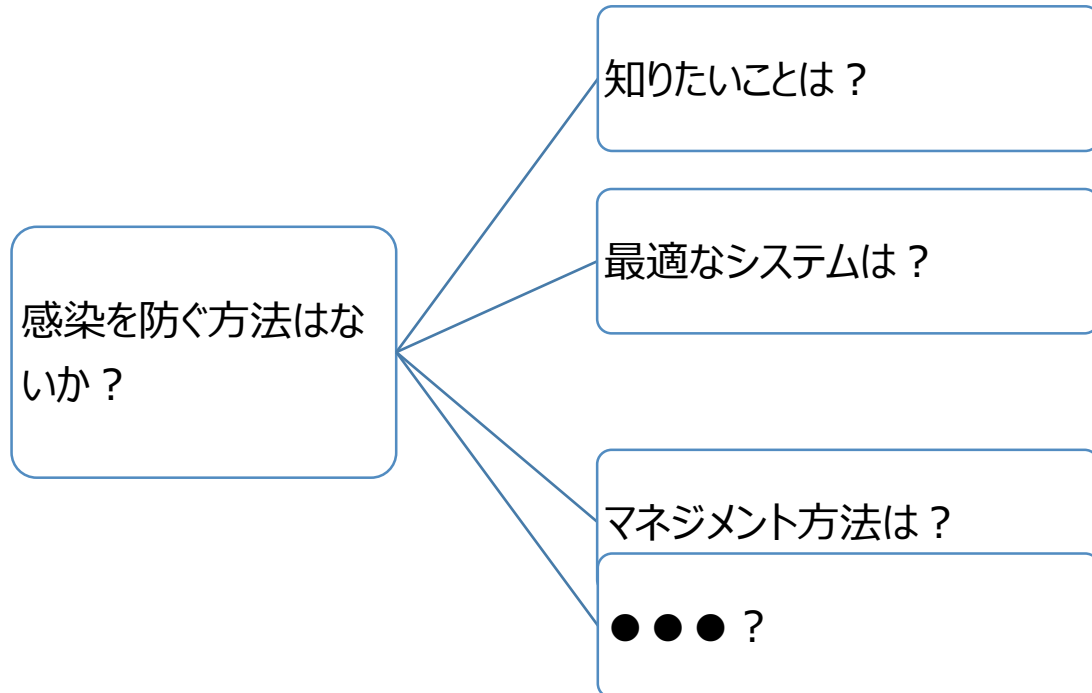 知りたいことは？
最適なシステムは？
感染を防ぐ方法はな
いか？
マネジメント方法は？
●●●？